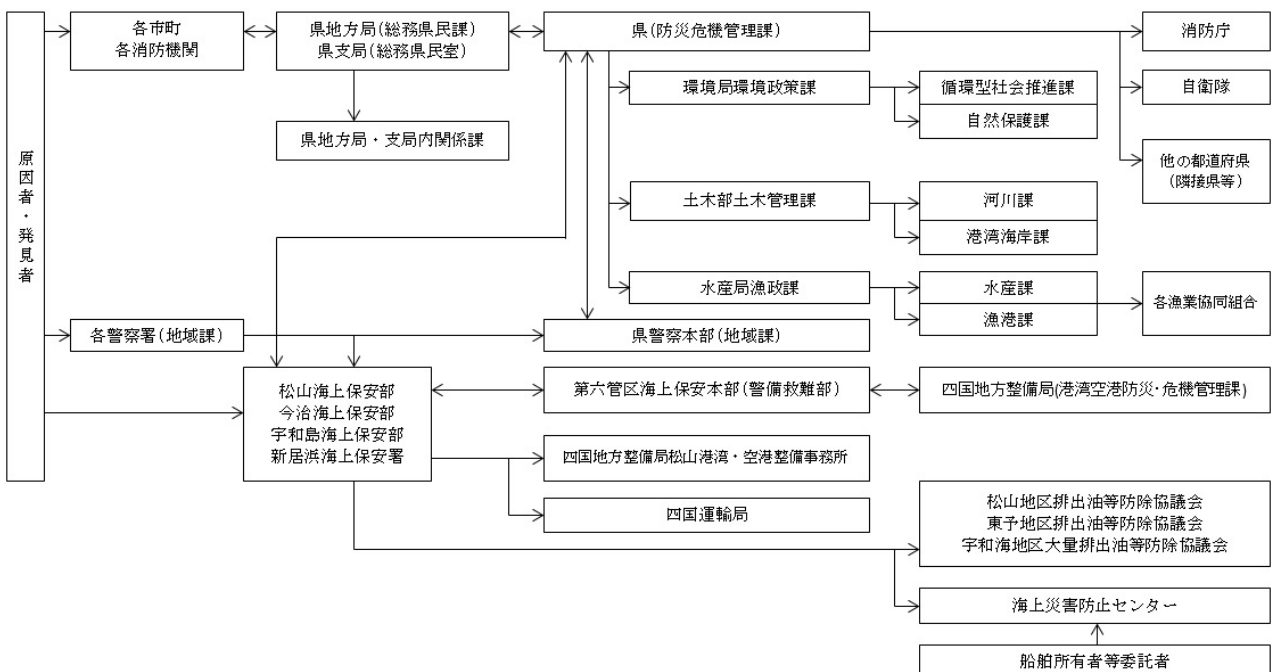 原因者・発見者
各市町
各消防機関
県地方局(総務県民課)
県支局(総務県民室)
県(防災危機管理課)
消防庁
県地方局・支局内関係課
環境局環境政策課
循環型社会推進課
自然保護課
自衛隊
他の都道府県
(隣接県等)
土木部土木管理課
河川課
港湾海岸課
水産局漁政課
水産課
漁港課
各漁業協同組合
各警察署(地域課)
県警察本部(地域課)
松山海上保安部
今治海上保安部
宇和島海上保安部
新居浜海上保安署
第六管区海上保安本部(警備救難部)
四国地方整備局(港湾空港防災・危機管理課)
四国地方整備局松山港湾・空港整備事務所
四国運輸局
松山地区排出油等防除協議会
東予地区排出油等防除協議会
宇和海地区大量排出油等防除協議会
海上災害防止センター
船舶所有者等委託者